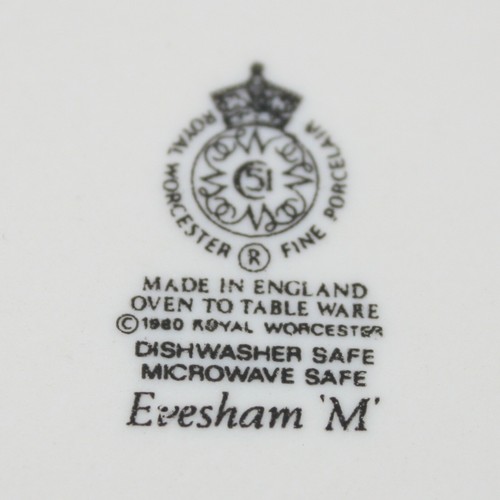 ROYAL WORCESTER ® FINE PORCELAIN
C51
MADE IN ENGLAND
OVEN TO TABLE WARE
© 1980 ROYAL WORCESTER
DISHWASHER SAFE
MICROWAVE SAFE
Evesham 'M'